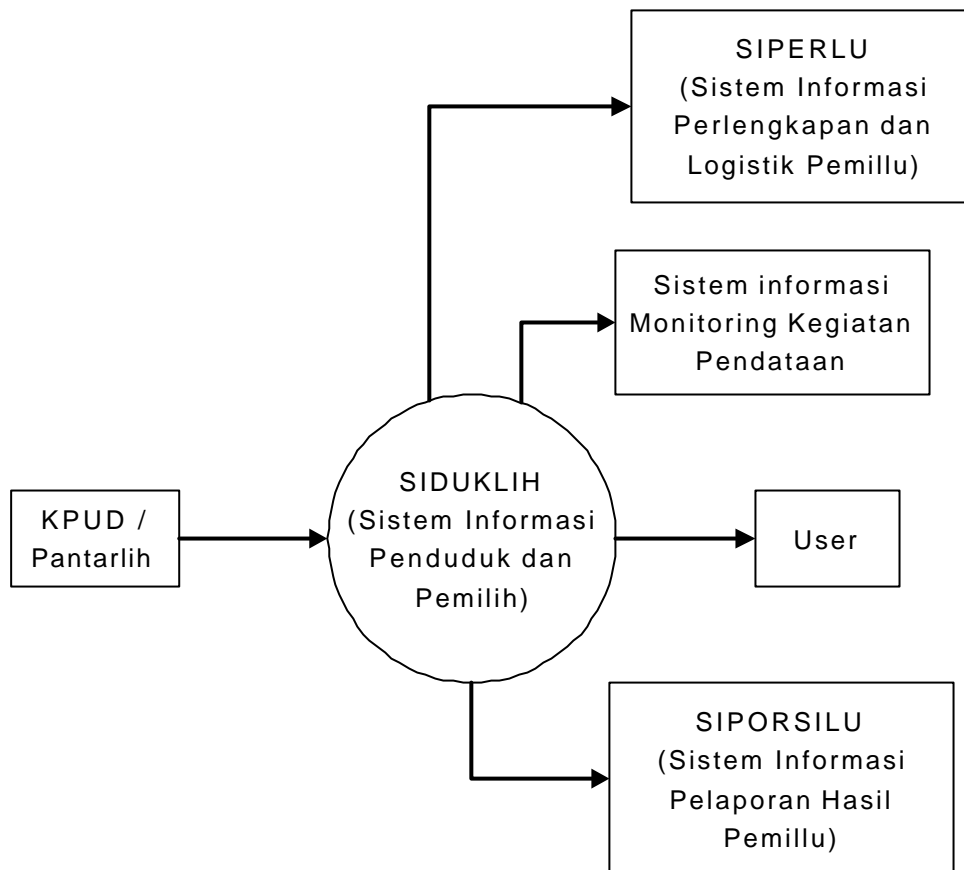 SIPERLU
(Sistem Informasi
Perlengkapan dan
Logistik Pemillu)
Sistem informasi
Monitoring Kegiatan
Pendataan
SIDUKLIH
(Sistem Informasi
Penduduk dan
Pemilih)
KPUD /
Pantarlih
User
SIPORSILU
(Sistem Informasi
Pelaporan Hasil
Pemillu)